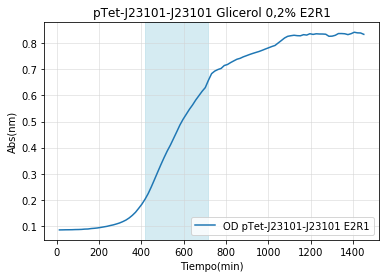 pTet-J23101-J23101 Glicerol 0,2% E2R1
0.8
0.7
0.6
0.5
0.4
0.3
0.2
0.1
Abs(nm)
OD pTet-J23101-J23101 E2R1
0 200 400 600 800 1000 1200 1400
Tiempo(min)